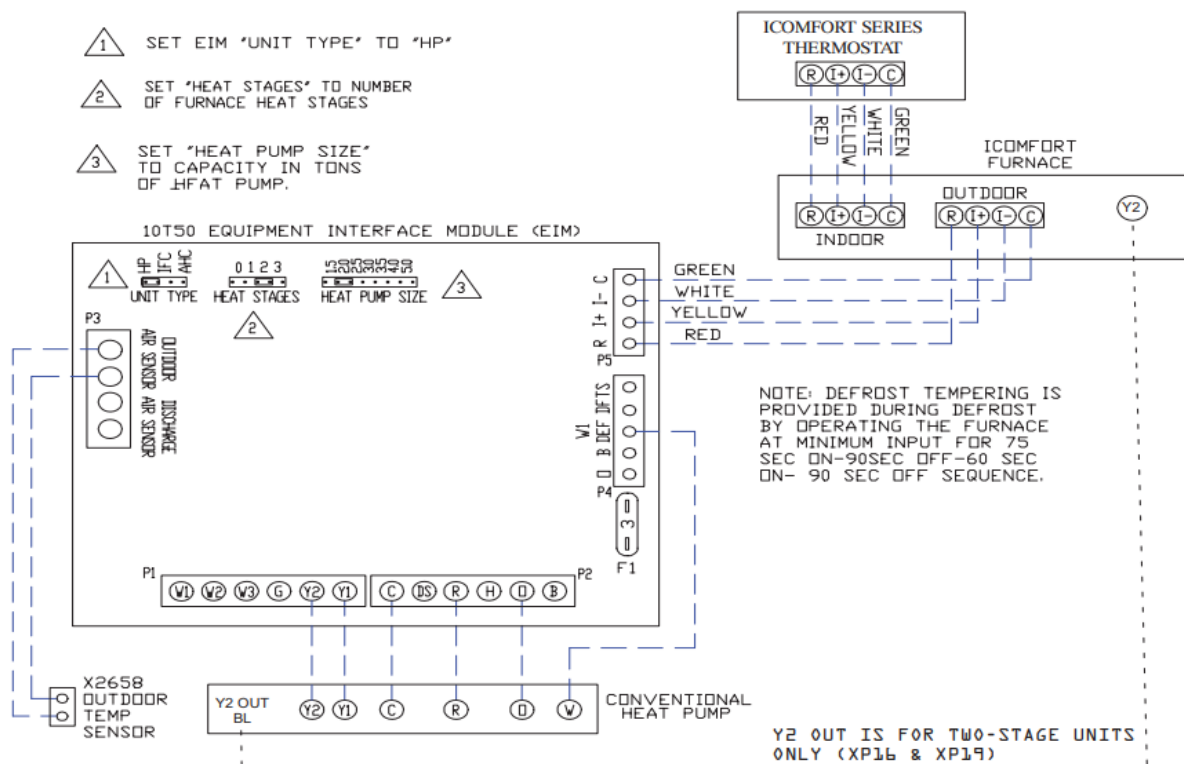 1 SET EIM "UNIT TYPE" TO "HP"
2 SET "HEAT STAGES" TO NUMBER
OF FURNACE HEAT STAGES
3 SET "HEAT PUMP SIZE"
TO CAPACITY IN TONS
OF HEAT PUMP.
ICOMFORT SERIES
THERMOSTAT
R I+ I- C
RED
YELLOW
WHITE
GREEN
ICOMFORT
FURNACE
OUTDOOR
R I+ I- C
R I+ I- C
INDOOR
Y2
10T50 EQUIPMENT INTERFACE MODULE (EIM)
1
HP IFC AHC
UNIT TYPE
0 1 2 3
HEAT STAGES
2
15 20 25 30 35 40 50
HEAT PUMP SIZE
3
P3
OUTDOOR
AIR SENSOR
DISCHARGE
AIR SENSOR
R I+ I- C
P5
GREEN
WHITE
YELLOW
RED
O B DEF DFTS
W1
P4
3
F1
NOTE: DEFROST TEMPERING IS
PROVIDED DURING DEFROST
BY OPERATING THE FURNACE
AT MINIMUM INPUT FOR 75
SEC ON-90SEC OFF-60 SEC
ON- 90 SEC OFF SEQUENCE.
P1
W1 W2 W3 G Y2 Y1
C DS R H O B
P2
X2658
OUTDOOR
TEMP
SENSOR
Y2 OUT
BL
Y2 Y1 C R O W
CONVENTIONAL
HEAT PUMP
Y2 OUT IS FOR TWO-STAGE UNITS
ONLY (XP16 & XP19)